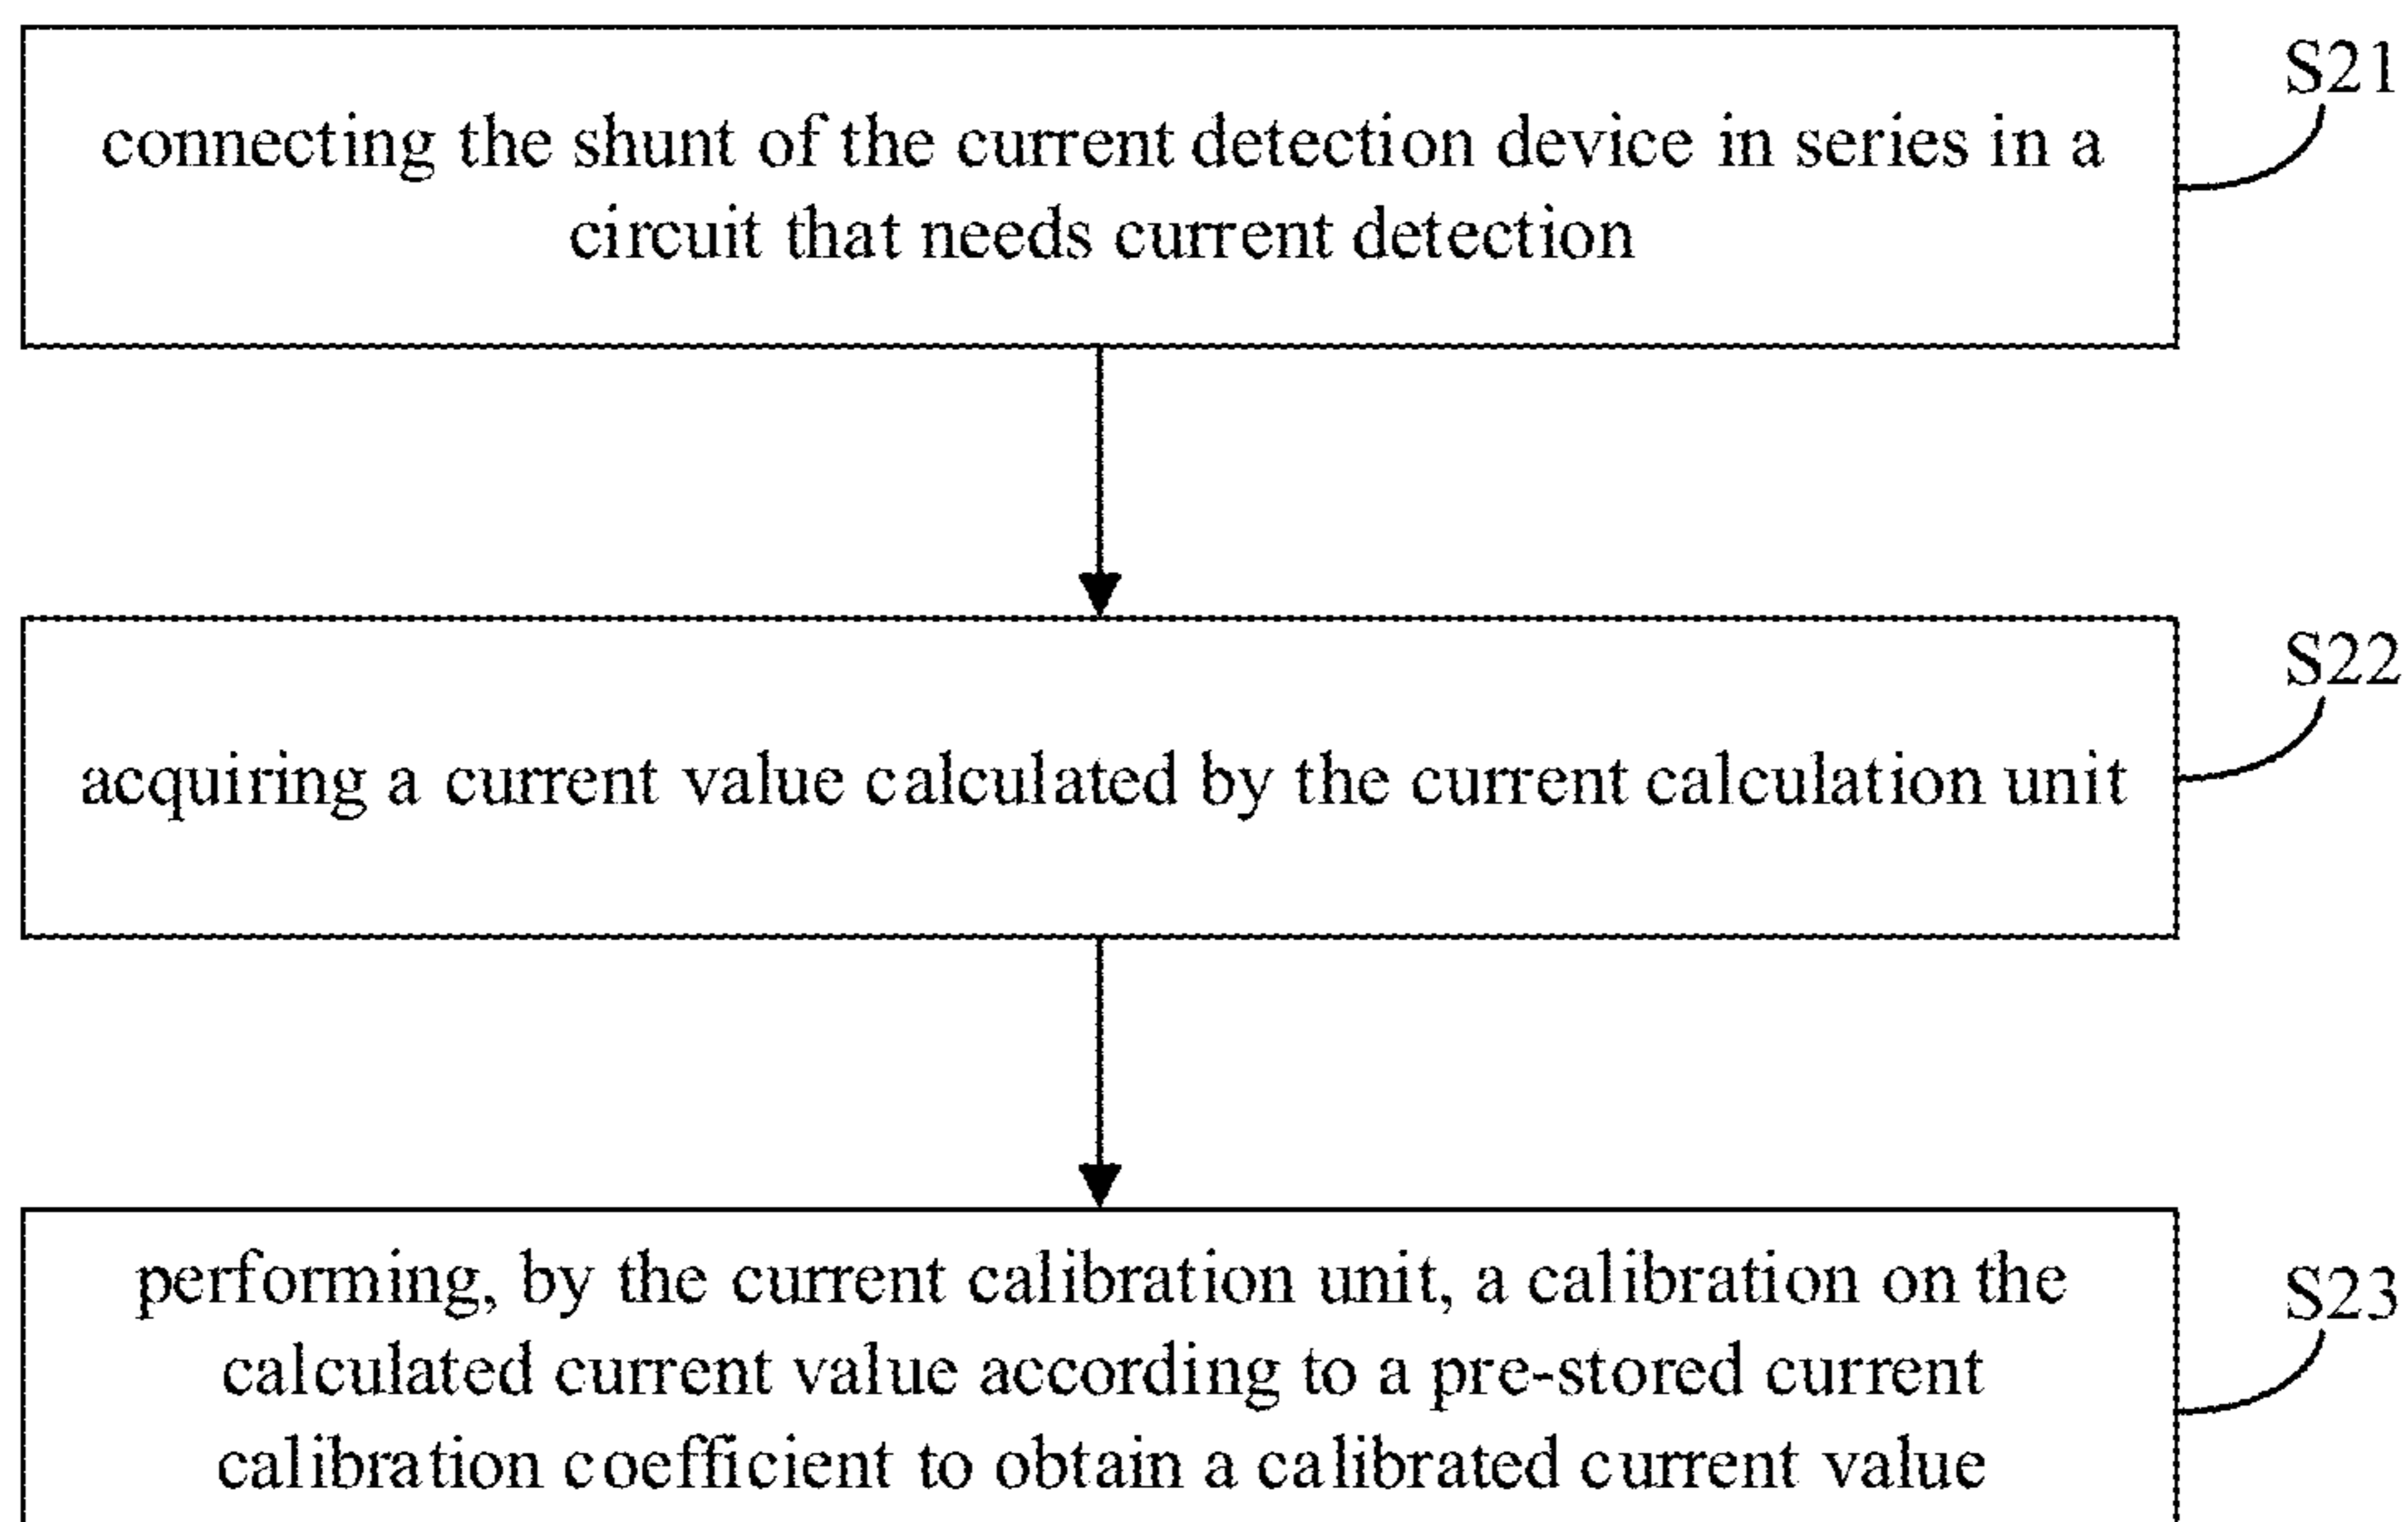 S21
connecting the shunt of the current detection device in series in a
circuit that needs current detection
S22
acquiring a current value calculated by the current calculation unit
S23
performing, by the current calibration unit, a calibration on the
calculated current value according to a pre-stored current
calibration coefficient to obtain a calibrated current value